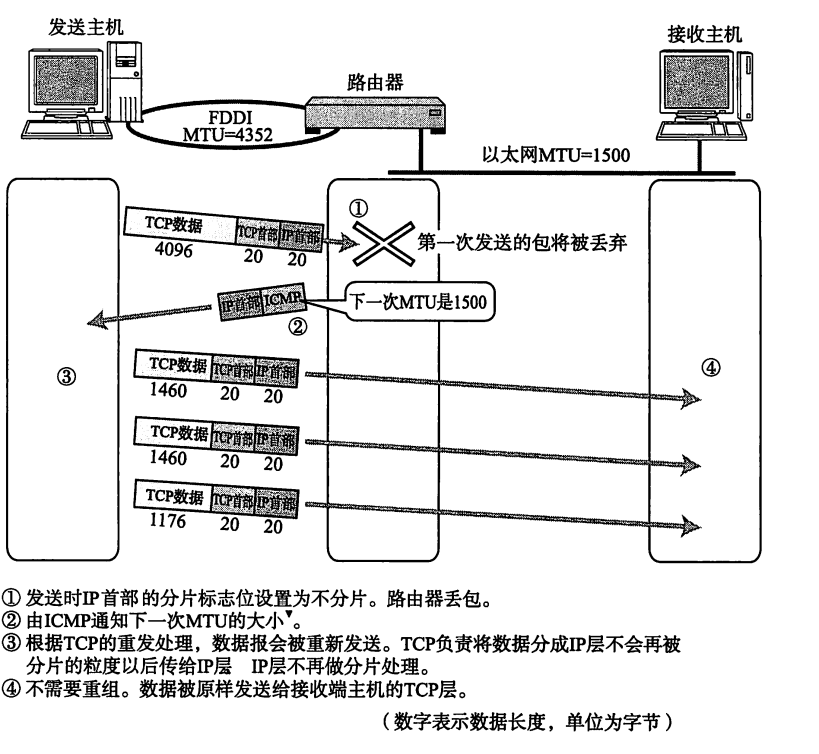 发送主机
接收主机
路由器
FDDI
MTU=4352
以太网MTU=1500
①
TCP数据 TCP首部 IP首部
4096 20 20
第一次发送的包将被丢弃
IP首部 ICMP
下一次MTU是1500
②
③
④
TCP数据 TCP首部 IP首部
1460 20 20
TCP数据 TCP首部 IP首部
1460 20 20
TCP数据 TCP首部 IP首部
1176 20 20
① 发送时IP首部的分片标志位设置为不分片。路由器丢包。
② 由ICMP通知下一次MTU的大小▼。
③ 根据TCP的重发处理，数据报会被重新发送。TCP负责将数据分成IP层不会再被
分片的粒度以后传给IP层 IP层不再做分片处理。
④ 不需要重组。数据被原样发送给接收端主机的TCP层。
（数字表示数据长度，单位为字节）